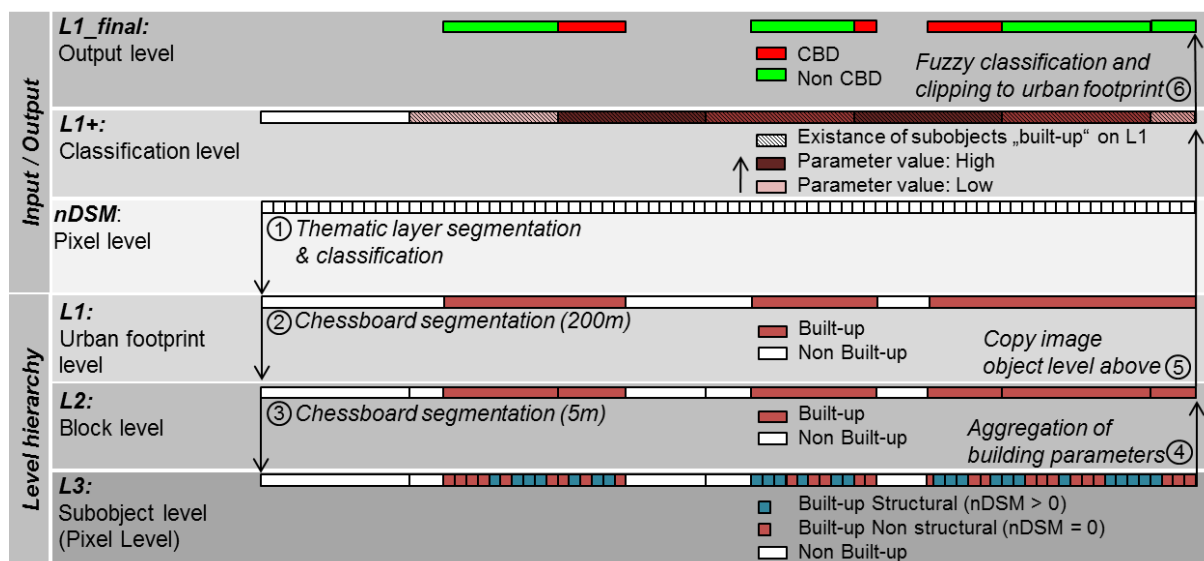 Input / Output
L1_final:
Output level
CBD
Non CBD
Fuzzy classification and
clipping to urban footprint ⑥
L1+:
Classification level
Existance of subobjects „built-up“ on L1
Parameter value: High
Parameter value: Low
nDSM:
Pixel level
① Thematic layer segmentation
& classification
Level hierarchy
L1:
Urban footprint
level
② Chessboard segmentation (200m)
Built-up
Non Built-up
Copy image
object level above ⑤
L2:
Block level
③ Chessboard segmentation (5m)
Built-up
Non Built-up
Aggregation of
building parameters ④
L3:
Subobject level
(Pixel Level)
Built-up Structural (nDSM > 0)
Built-up Non structural (nDSM = 0)
Non Built-up